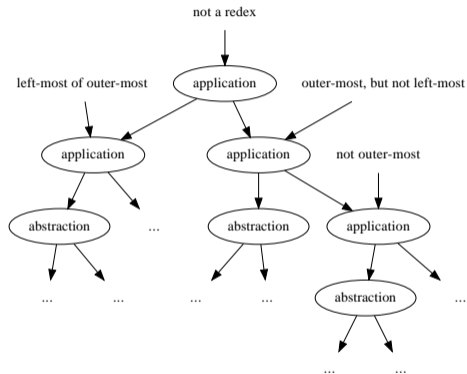 not a redex
left-most of outer-most
application
outer-most, but not left-most
application
application
not outer-most
abstraction
...
abstraction
application
...
...
...
...
abstraction
...
...
...